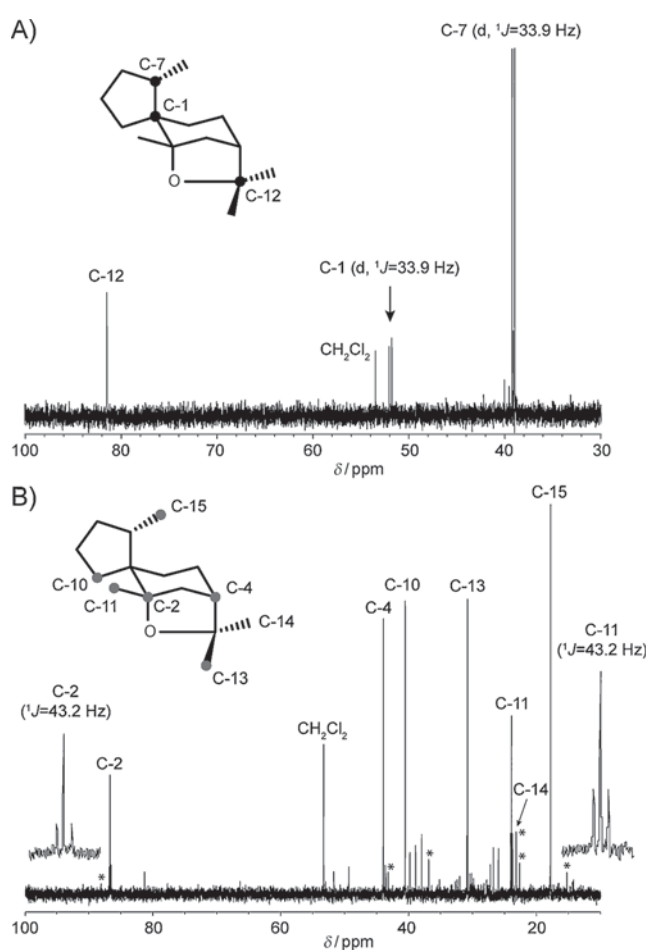 A)
C-7 (d, ¹J=33.9 Hz)
C-7
C-1
O
C-12
C-12
C-1 (d, ¹J=33.9 Hz)
CH₂Cl₂
100 90 80 70 60 50 40 30
δ / ppm
B)
C-15
C-15
C-10
C-11
C-2
C-4
O
C-14
C-13
C-10
C-13
C-4
C-11
(¹J=43.2 Hz)
C-2
(¹J=43.2 Hz)
C-11
CH₂Cl₂
C-2
C-14
*
*
*
*
*
100 80 60 40 20
δ / ppm